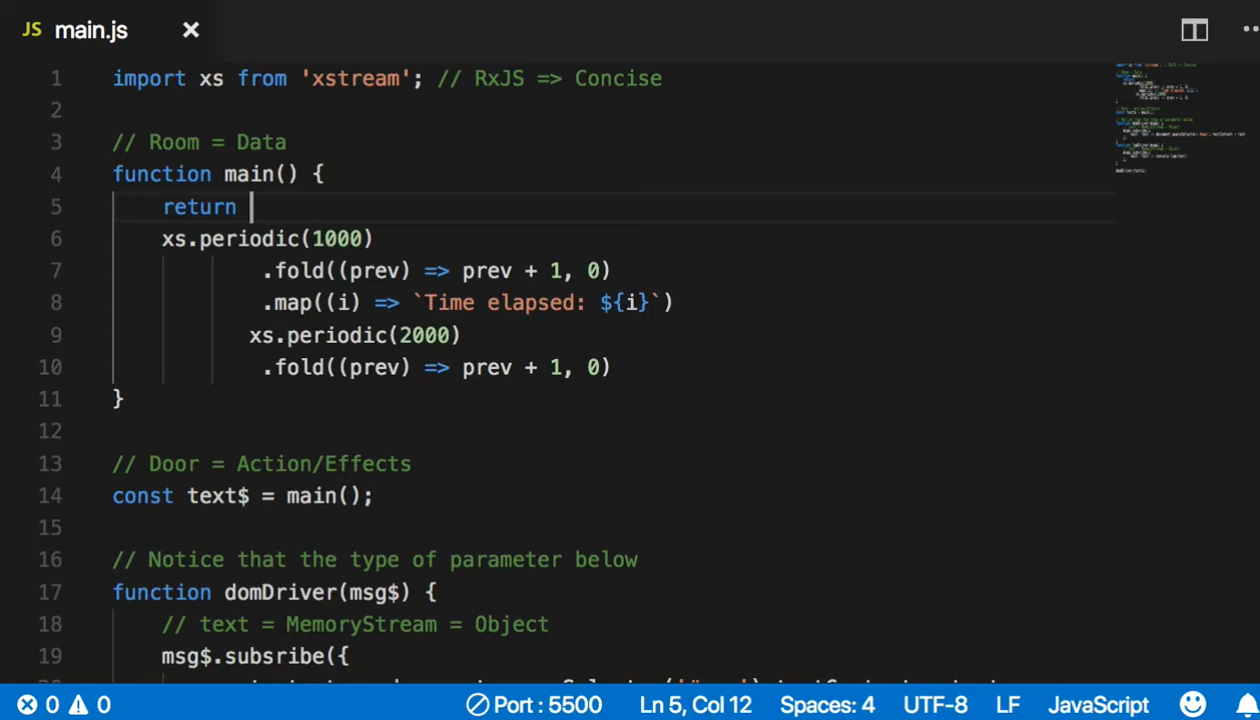 JS main.js
1 import xs from 'xstream'; // RxJS => Concise
2
3 // Room = Data
4 function main() {
5 return
6 xs.periodic(1000)
7 .fold((prev) => prev + 1, 0)
8 .map((i) => `Time elapsed: ${i}`)
9 xs.periodic(2000)
10 .fold((prev) => prev + 1, 0)
11 }
12
13 // Door = Action/Effects
14 const text$ = main();
15
16 // Notice that the type of parameter below
17 function domDriver(msg$) {
18 // text = MemoryStream = Object
19 msg$.subsribe({
0 0 Port : 5500 Ln 5, Col 12 Spaces: 4 UTF-8 LF JavaScript